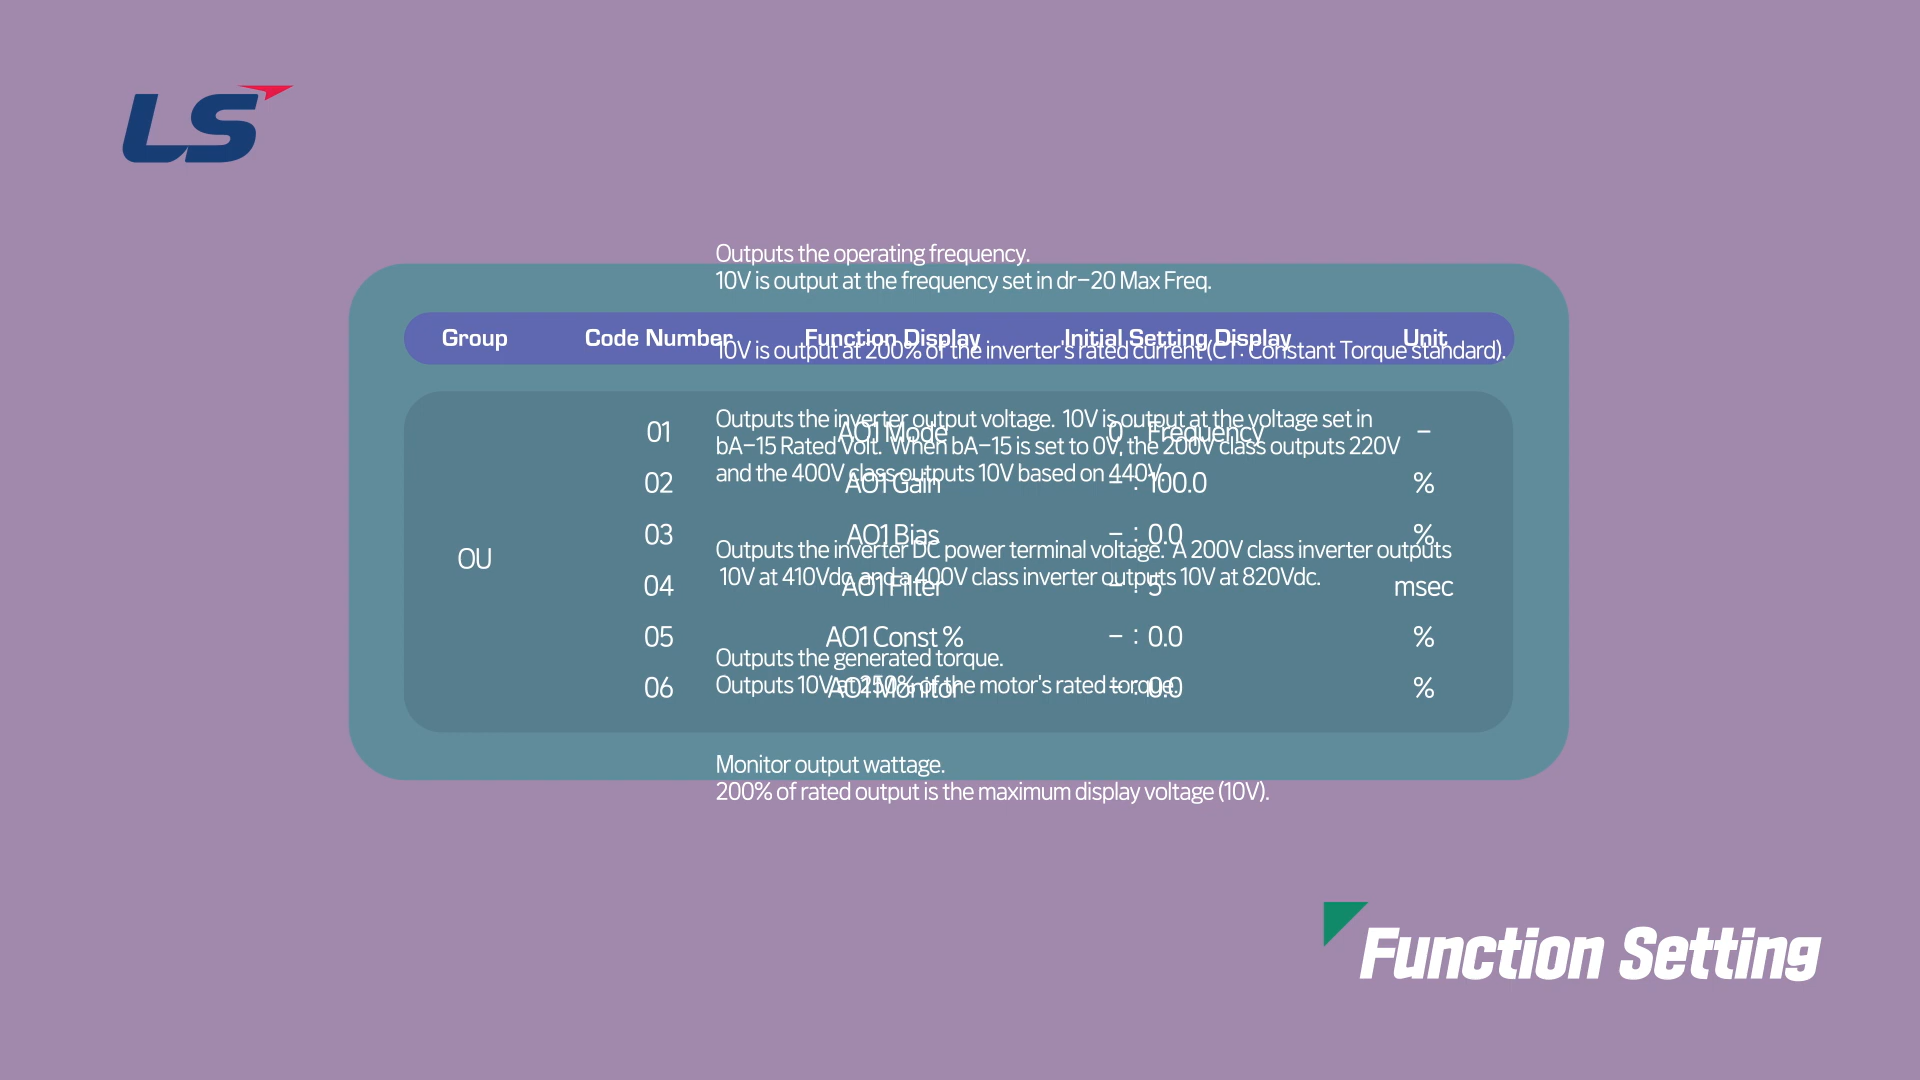 LS
Outputs the operating frequency.
10V is output at the frequency set in dr-20 Max Freq.
Group Code Number Function Display Initial Setting Display Unit
10V is output at 200% of the inverter's rated current (CT : Constant Torque standard).
Outputs the inverter output voltage. 10V is output at the voltage set in
bA-15 Rated Volt. When bA-15 is set to 0V, the 200V class outputs 220V
and the 400V class outputs 10V based on 440V.
01 AO1 Mode 0 : Frequency -
02 AO1 Gain - : 100.0 %
03 AO1 Bias - : 0.0 %
Outputs the inverter DC power terminal voltage. A 200V class inverter outputs
10V at 410Vdc, and a 400V class inverter outputs 10V at 820Vdc.
OU
04 AO1 Filter - : 5 msec
05 AO1 Const % - : 0.0 %
Outputs the generated torque.
Outputs 10V at 250% of the motor's rated torque.
06 AO1 Monitor - : 0.0 %
Monitor output wattage.
200% of rated output is the maximum display voltage (10V).
Function Setting